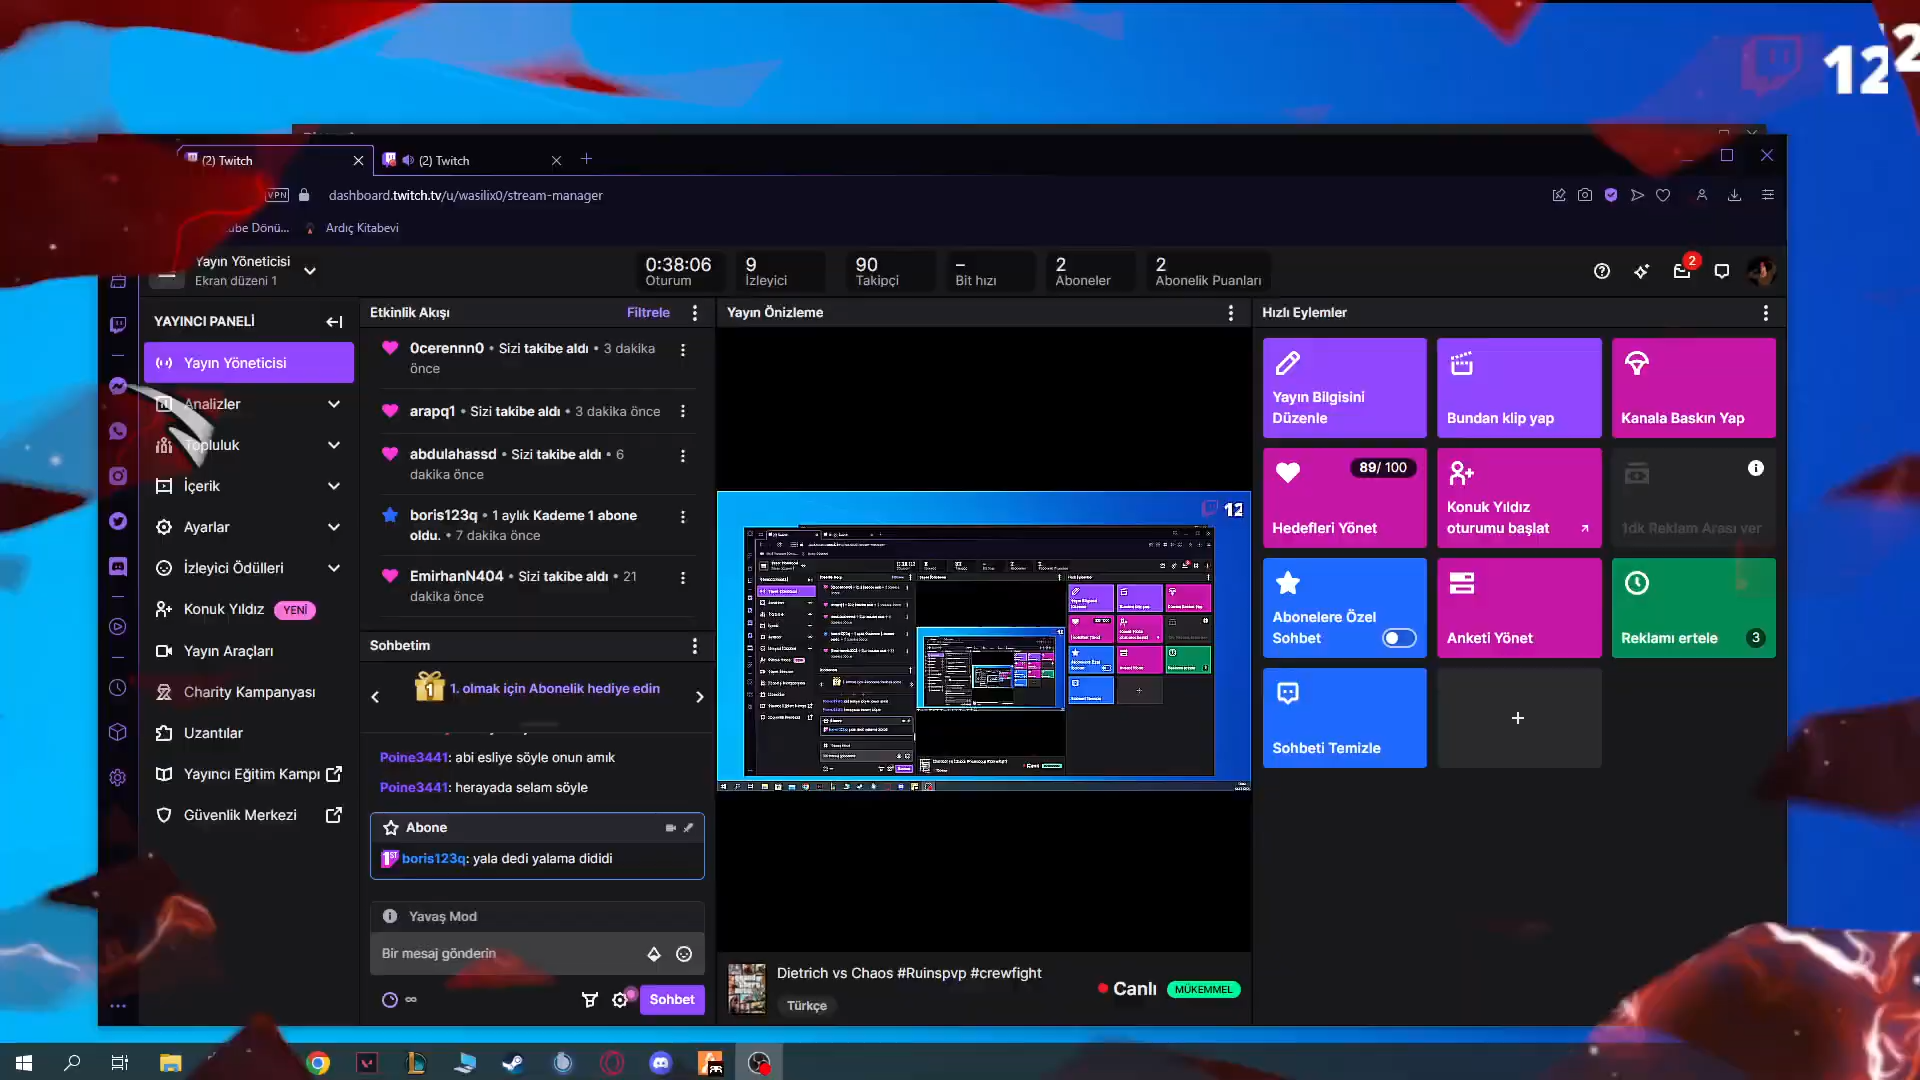 12
12
(2) Twitch
(2) Twitch
VPN
dashboard.twitch.tv/u/wasilix0/stream-manager
ube Dönü...
Ardıç Kitabevi
Yayın Yöneticisi
Ekran düzeni 1
0:38:06
Oturum
9
İzleyici
90
Takipçi
–
Bit hızı
2
Aboneler
2
Abonelik Puanları
2
YAYINCI PANELİ
Yayın Yöneticisi
Analizler
Topluluk
İçerik
Ayarlar
İzleyici Ödülleri
Konuk Yıldız YENİ
Yayın Araçları
Charity Kampanyası
Uzantılar
Yayıncı Eğitim Kampı
Güvenlik Merkezi
Etkinlik Akışı
Filtrele
0cerennn0 • Sizi takibe aldı • 3 dakika
önce
arapq1 • Sizi takibe aldı • 3 dakika önce
abdulahassd • Sizi takibe aldı • 6
dakika önce
boris123q • 1 aylık Kademe 1 abone
oldu. • 7 dakika önce
EmirhanN404 • Sizi takibe aldı • 21
dakika önce
Sohbetim
1
1. olmak için Abonelik hediye edin
Poine3441: abi esliye söyle onun amık
Poine3441: herayada selam söyle
Abone
1ST boris123q: yala dedi yalama dididi
Yavaş Mod
Bir mesaj gönderin
Sohbet
Yayın Önizleme
12
Dietrich vs Chaos #Ruinspvp #crewfight
Türkçe
Canlı
MÜKEMMEL
Hızlı Eylemler
Yayın Bilgisini
Düzenle
Bundan klip yap
Kanala Baskın Yap
89/ 100
Hedefleri Yönet
Konuk Yıldız
oturumu başlat
1dk Reklam Arası ver
Abonelere Özel
Sohbet
Anketi Yönet
Reklamı ertele 3
Sohbeti Temizle